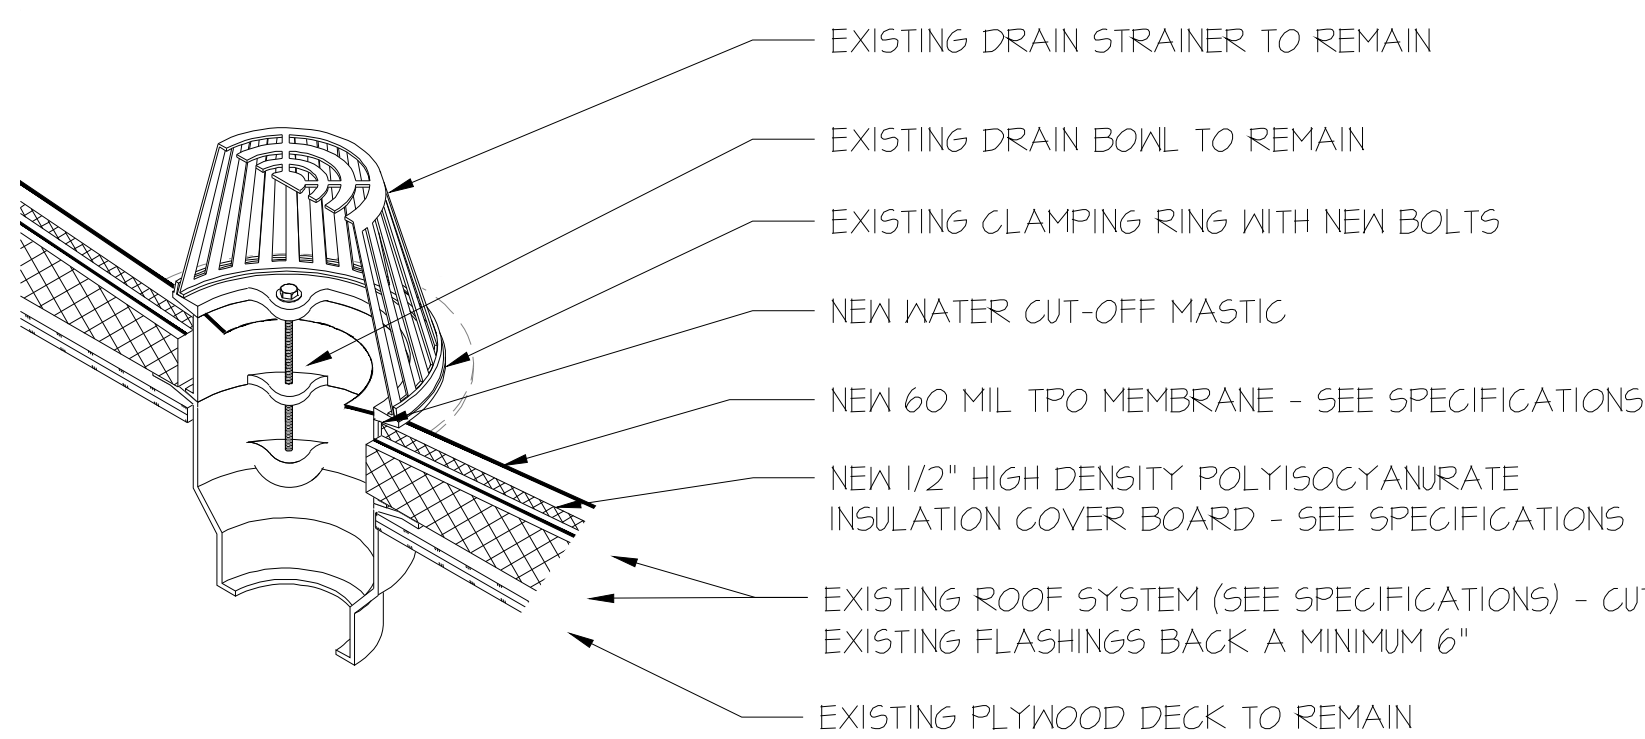 EXISTING DRAIN STRAINER TO REMAIN
EXISTING DRAIN BOWL TO REMAIN
EXISTING CLAMPING RING WITH NEW BOLTS
NEW WATER CUT-OFF MASTIC
NEW 60 MIL TPO MEMBRANE - SEE SPECIFICATIONS
NEW 1/2" HIGH DENSITY POLYISOCYANURATE
INSULATION COVER BOARD - SEE SPECIFICATIONS
EXISTING ROOF SYSTEM (SEE SPECIFICATIONS) - CUT
EXISTING FLASHINGS BACK A MINIMUM 6"
EXISTING PLYWOOD DECK TO REMAIN